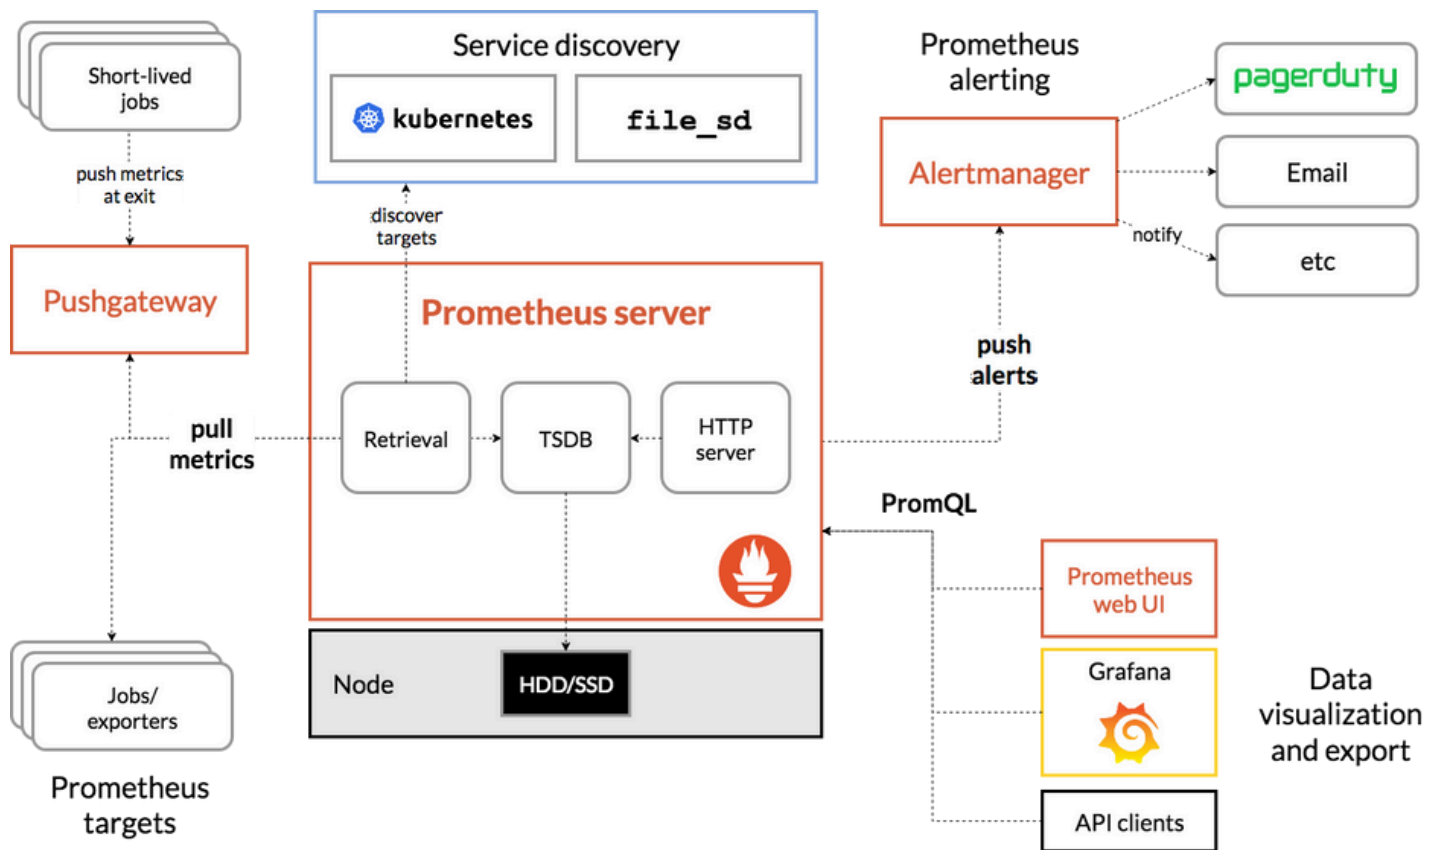 Short-lived
jobs
push metrics
at exit
Pushgateway
pull
metrics
Jobs/
exporters
Prometheus
targets
Service discovery
kubernetes
file_sd
discover
targets
Prometheus server
Retrieval
TSDB
HTTP
server
Node
HDD/SSD
Prometheus
alerting
Alertmanager
pagerduty
Email
notify
etc
push
alerts
PromQL
Prometheus
web UI
Grafana
API clients
Data
visualization
and export